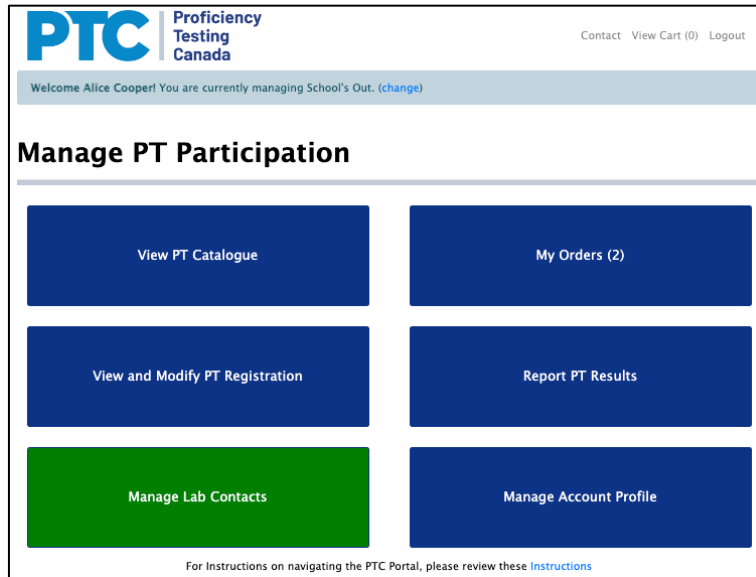 PTC
Proficiency
Testing
Canada
Contact View Cart (0) Logout
Welcome Alice Cooper! You are currently managing School's Out. (change)
Manage PT Participation
View PT Catalogue
My Orders (2)
View and Modify PT Registration
Report PT Results
Manage Lab Contacts
Manage Account Profile
For Instructions on navigating the PTC Portal, please review these Instructions